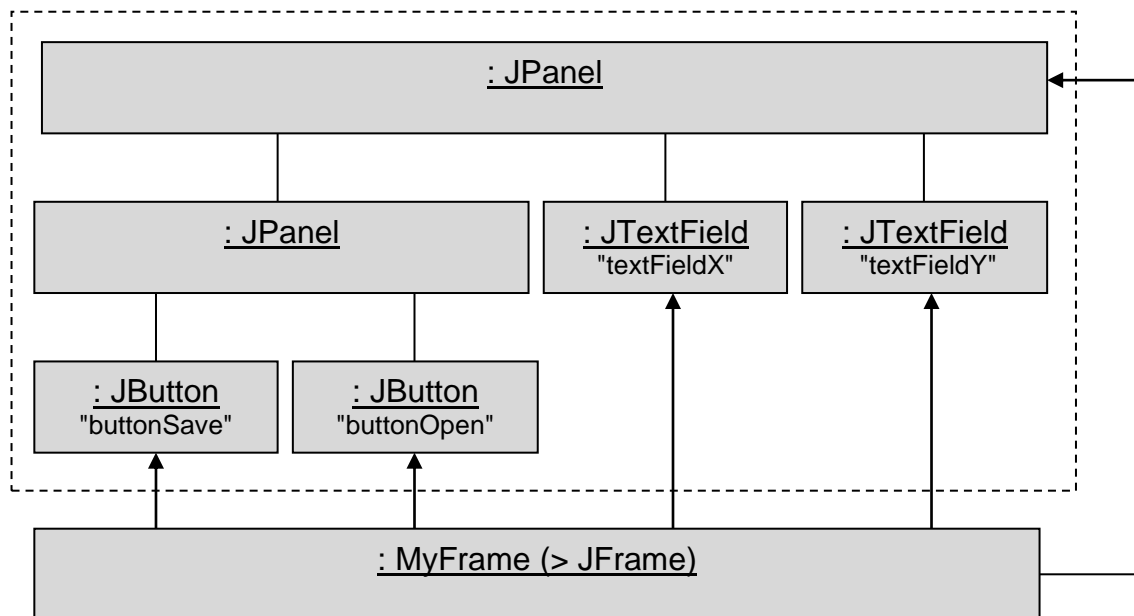 : JPanel
: JPanel
: JTextField
"textFieldX"
: JTextField
"textFieldY"
: JButton
"buttonSave"
: JButton
"buttonOpen"
: MyFrame (> JFrame)